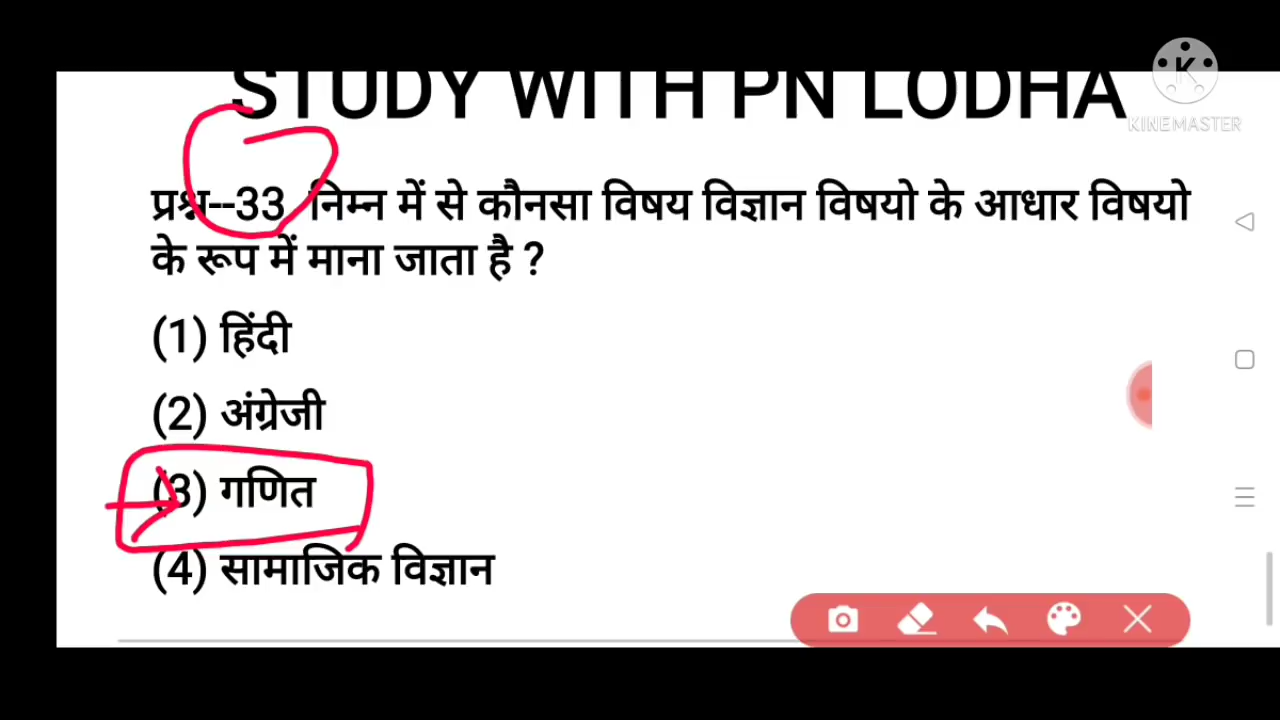 STUDY WITH PN LODHA
KINEMASTER
प्रश्न--33 निम्न में से कौनसा विषय विज्ञान विषयो के आधार विषयो
के रूप में माना जाता है ?
(1) हिंदी
(2) अंग्रेजी
(3) गणित
(4) सामाजिक विज्ञान